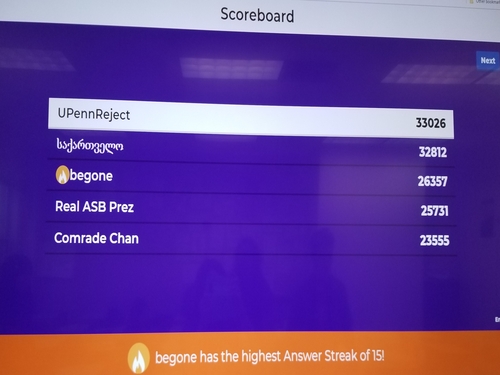 Scoreboard
Next
UPennReject 33026
საქართველო 32812
begone 26357
Real ASB Prez 25731
Comrade Chan 23555
begone has the highest Answer Streak of 15!